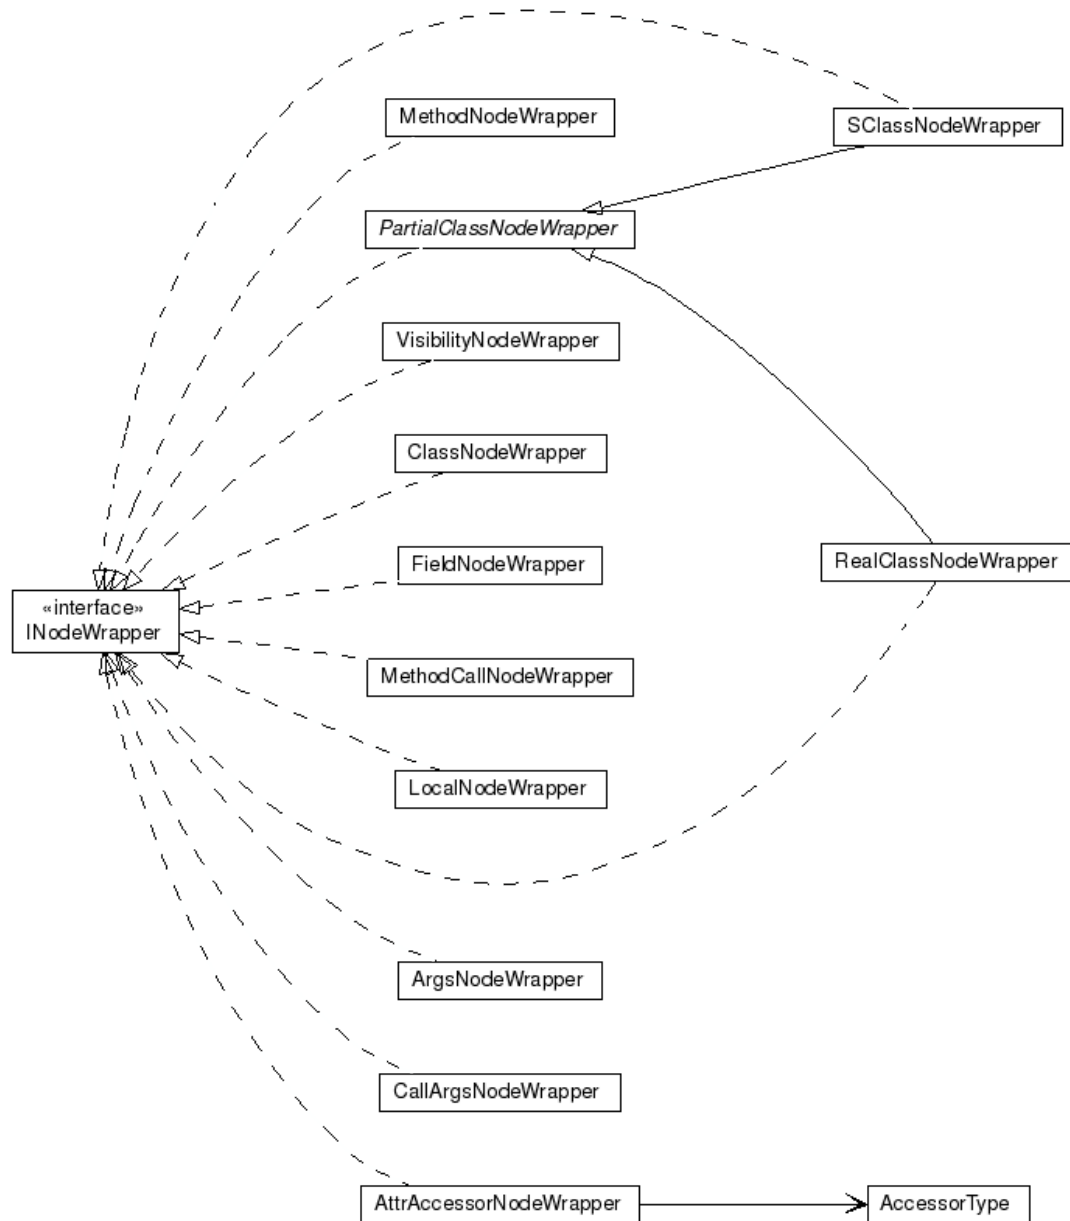 MethodNodeWrapper
SClassNodeWrapper
PartialClassNodeWrapper
VisibilityNodeWrapper
ClassNodeWrapper
FieldNodeWrapper
RealClassNodeWrapper
«interface»
INodeWrapper
MethodCallNodeWrapper
LocalNodeWrapper
ArgsNodeWrapper
CallArgsNodeWrapper
AttrAccessorNodeWrapper
AccessorType